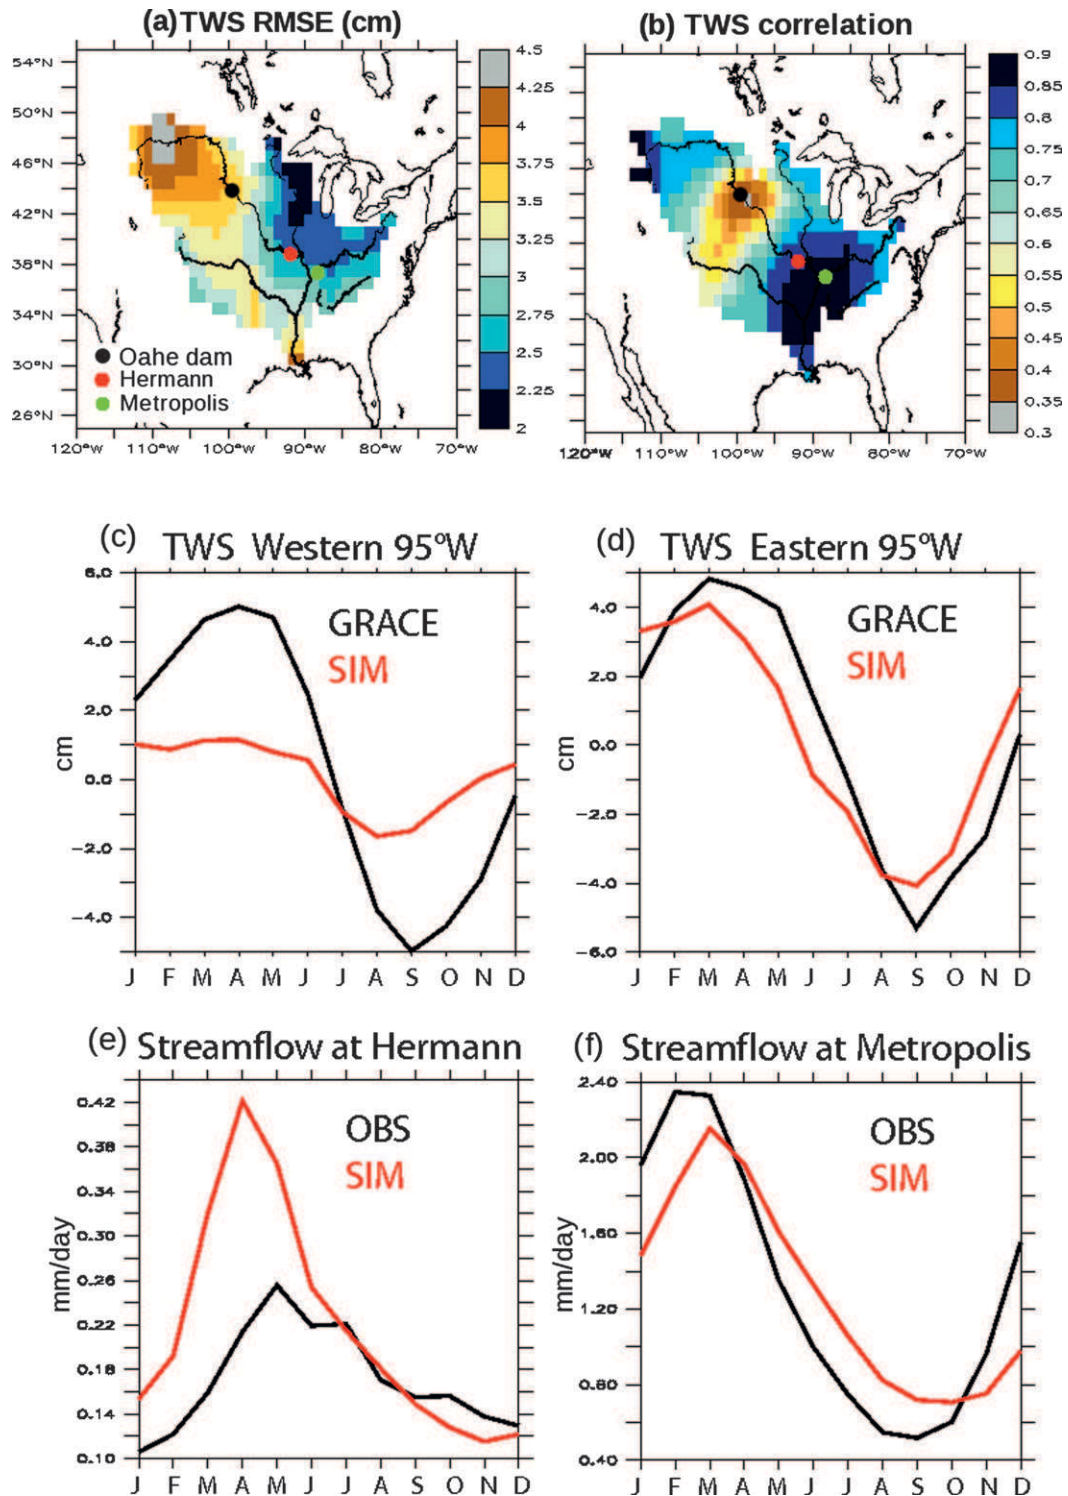 (a) TWS RMSE (cm)
(b) TWS correlation
54°N
50°N
46°N
42°N
38°N
34°N
30°N
26°N
120°W 110°W 100°W 90°W 80°W 70°W
4.5
4.25
4
3.75
3.5
3.25
3
2.75
2.5
2.25
2
Oahe dam
Hermann
Metropolis
0.9
0.85
0.8
0.75
0.7
0.65
0.6
0.55
0.5
0.45
0.4
0.35
0.3
120°W 110°W 100°W 90°W 80°W 70°W
(c) TWS Western 95°W
6.0
4.0
2.0
0.0
-2.0
-4.0
cm
GRACE
SIM
J F M A M J J A S O N D
(d) TWS Eastern 95°W
4.0
2.0
0.0
-2.0
-4.0
-6.0
cm
GRACE
SIM
J F M A M J J A S O N D
(e) Streamflow at Hermann
0.42
0.38
0.34
0.30
0.26
0.22
0.18
0.14
0.10
mm/day
OBS
SIM
J F M A M J J A S O N D
(f) Streamflow at Metropolis
2.40
2.00
1.60
1.20
0.80
0.40
mm/day
OBS
SIM
J F M A M J J A S O N D